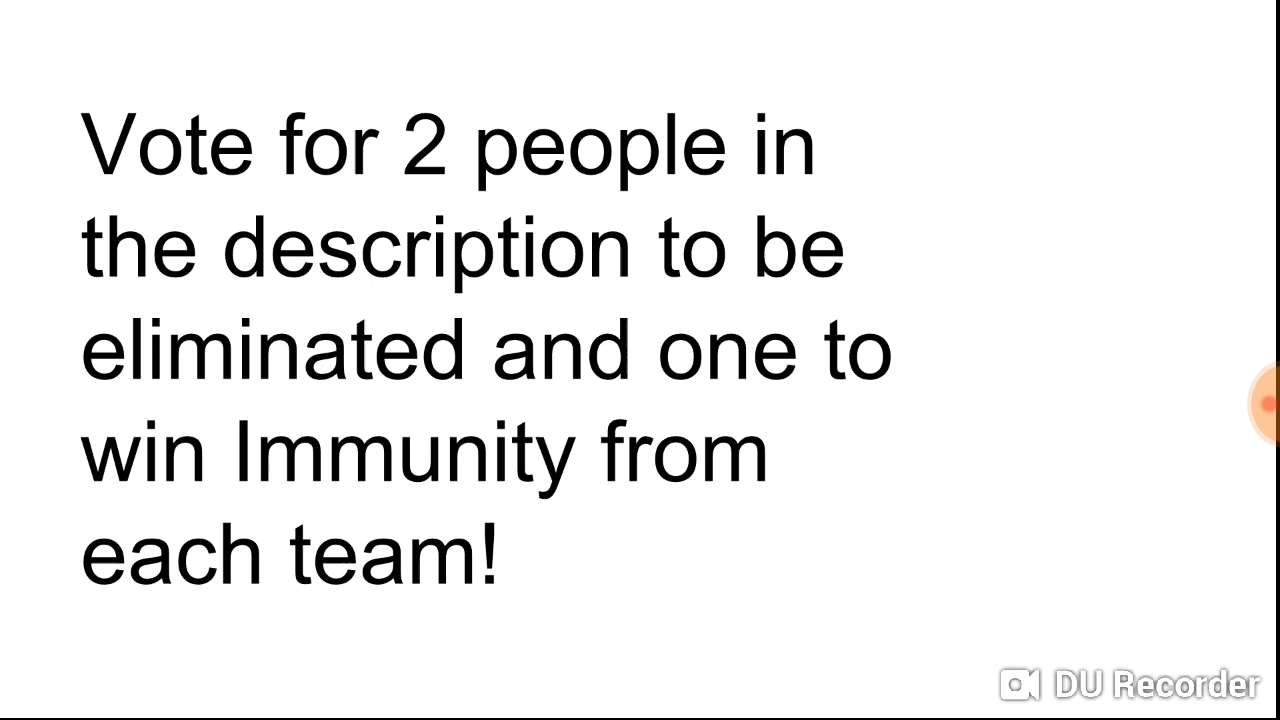 Vote for 2 people in
the description to be
eliminated and one to
win Immunity from
each team!
DU Recorder